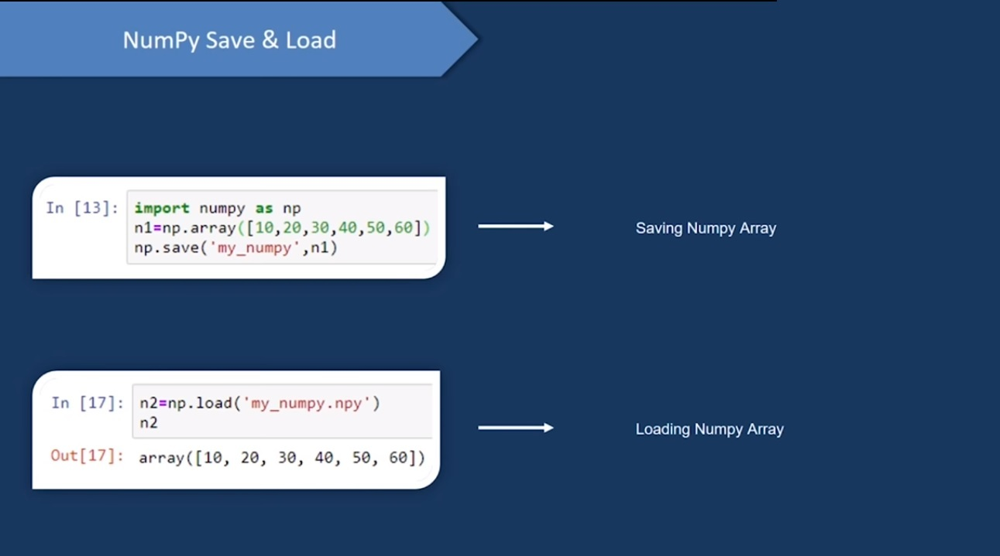 NumPy Save & Load
In [13]: import numpy as np
n1=np.array([10,20,30,40,50,60])
np.save('my_numpy',n1)
Saving Numpy Array
In [17]: n2=np.load('my_numpy.npy')
n2
Out[17]: array([10, 20, 30, 40, 50, 60])
Loading Numpy Array